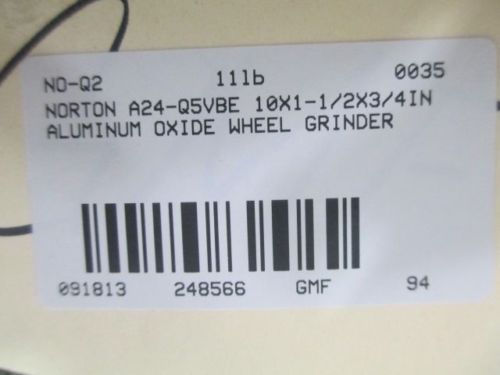 NO-Q2 11lb 0035
NORTON A24-Q5VBE 10X1-1/2X3/4IN
ALUMINUM OXIDE WHEEL GRINDER
091813 248566 GMF 94